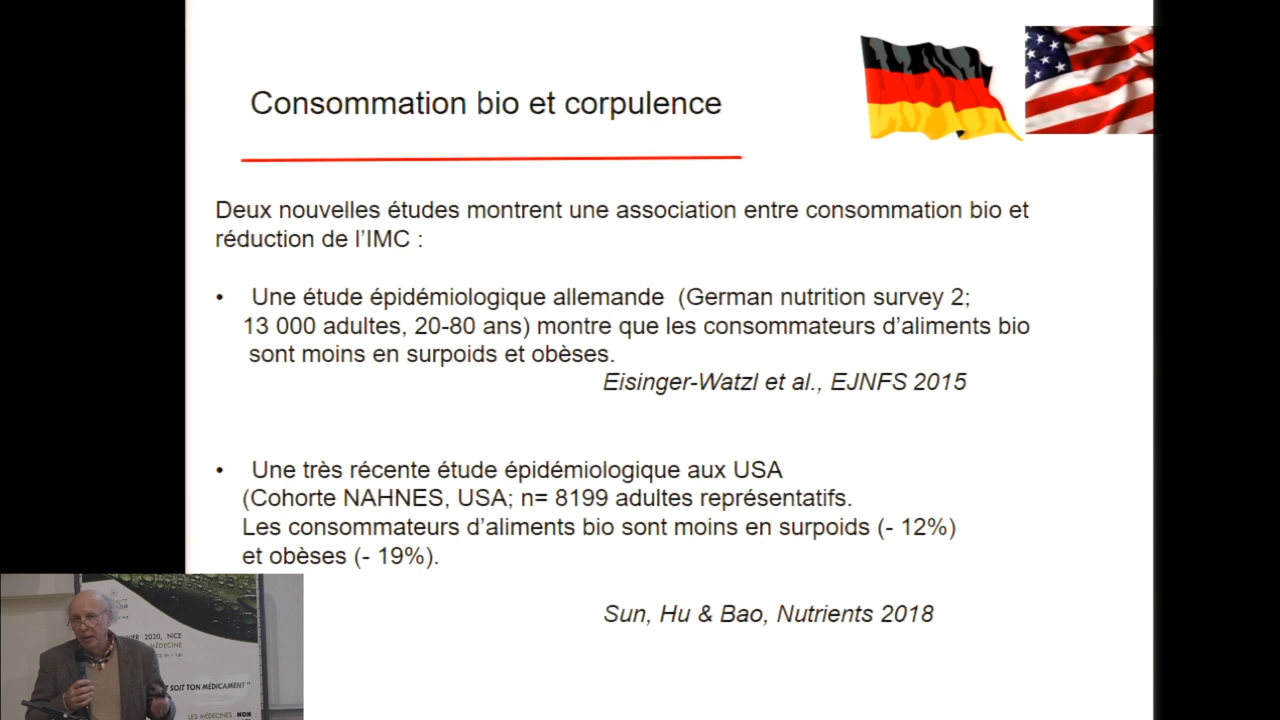 Consommation bio et corpulence
Deux nouvelles études montrent une association entre consommation bio et
réduction de l'IMC :
• Une étude épidémiologique allemande (German nutrition survey 2;
13 000 adultes, 20-80 ans) montre que les consommateurs d'aliments bio
sont moins en surpoids et obèses.
Eisinger-Watzl et al., EJNFS 2015
• Une très récente étude épidémiologique aux USA
(Cohorte NAHNES, USA; n= 8199 adultes représentatifs.
Les consommateurs d'aliments bio sont moins en surpoids (- 12%)
et obèses (- 19%).
Sun, Hu & Bao, Nutrients 2018
2020, NICE
MÉDECINE
SOIT TON MÉDICAMENT"
LES MÉDECINES NON